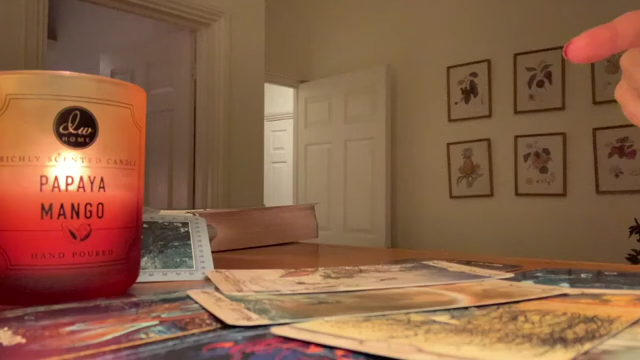 dw
HOME
RICHLY SCENTED CANDLE
PAPAYA
MANGO
HAND POURED